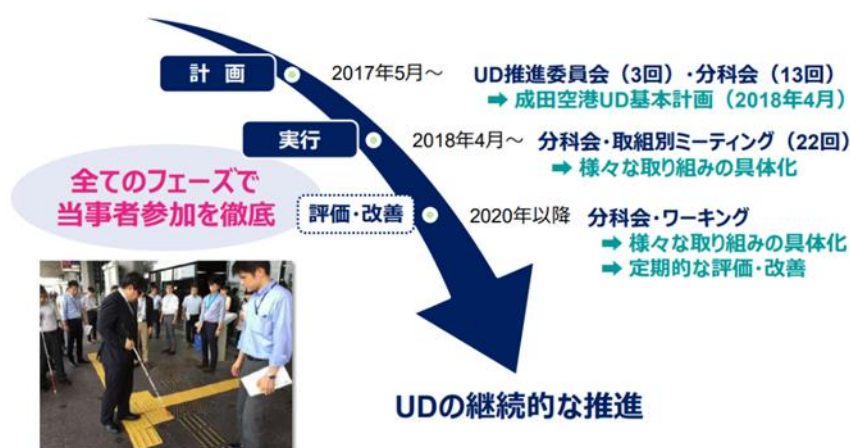 計 画
2017年5月～ UD推進委員会（3回）・分科会（13回）
➡ 成田空港UD基本計画（2018年4月）
実行
2018年4月～ 分科会・取組別ミーティング（22回）
➡ 様々な取り組みの具体化
全てのフェーズで
当事者参加を徹底
評価・改善
2020年以降 分科会・ワーキング
➡ 様々な取り組みの具体化
➡ 定期的な評価・改善
UDの継続的な推進